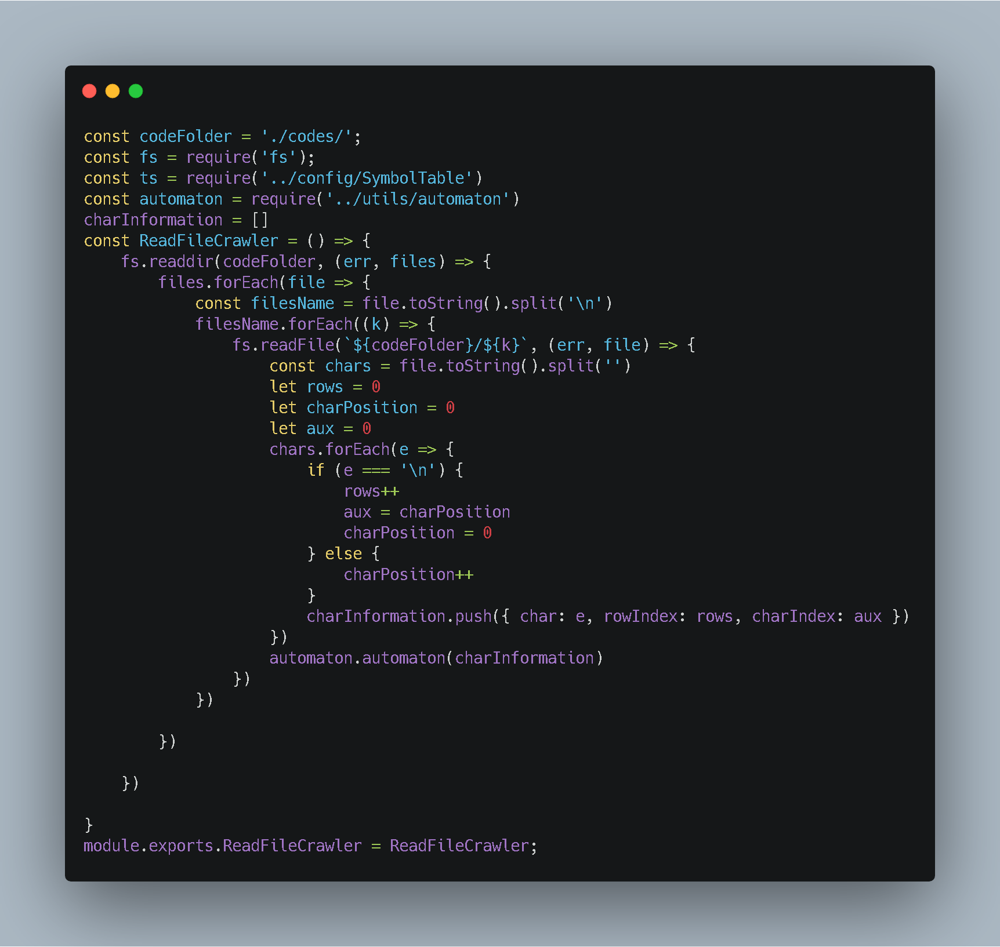 const codeFolder = './codes/';
const fs = require('fs');
const ts = require('../config/SymbolTable')
const automaton = require('../utils/automaton')
charInformation = []
const ReadFileCrawler = () => {
    fs.readdir(codeFolder, (err, files) => {
        files.forEach(file => {
            const filesName = file.toString().split('\n')
            filesName.forEach((k) => {
                fs.readFile(`${codeFolder}/${k}`, (err, file) => {
                    const chars = file.toString().split('')
                    let rows = 0
                    let charPosition = 0
                    let aux = 0
                    chars.forEach(e => {
                        if (e === '\n') {
                            rows++
                            aux = charPosition
                            charPosition = 0
                        } else {
                            charPosition++
                        }
                        charInformation.push({ char: e, rowIndex: rows, charIndex: aux })
                    })
                    automaton.automaton(charInformation)
                })
            })

        })

    })

}
module.exports.ReadFileCrawler = ReadFileCrawler;